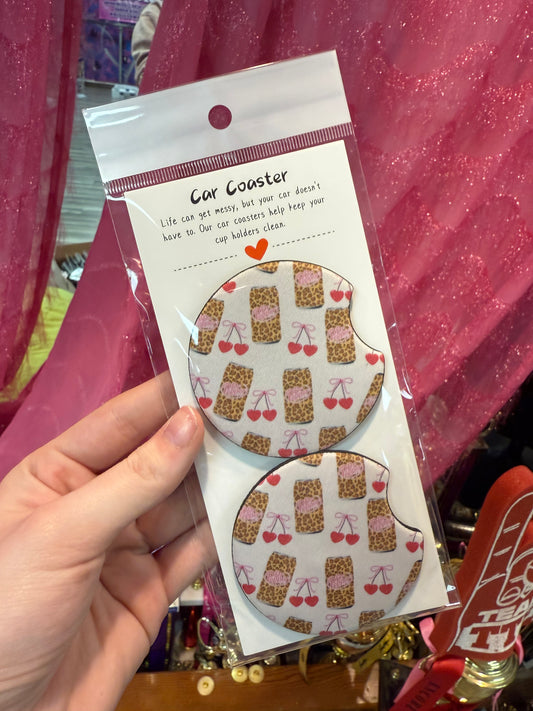 Car Coaster
Life can get messy, but your car doesn't
have to. Our car coasters help keep your
cup holders clean.
TEA